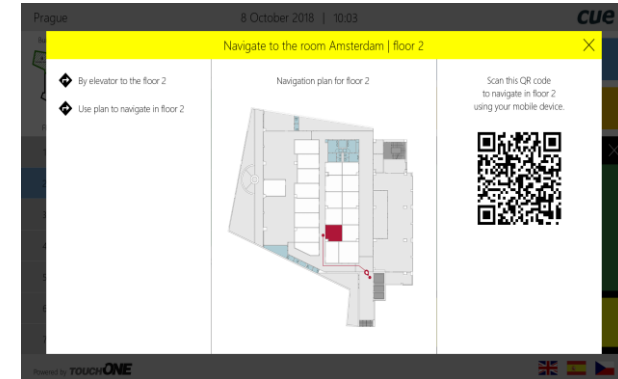 Prague
8 October 2018 | 10:03
cue
Navigate to the room Amsterdam | floor 2
By elevator to the floor 2
Use plan to navigate in floor 2
Navigation plan for floor 2
Scan this QR code
to navigate in floor 2
using your mobile device.
Powered by TOUCHONE